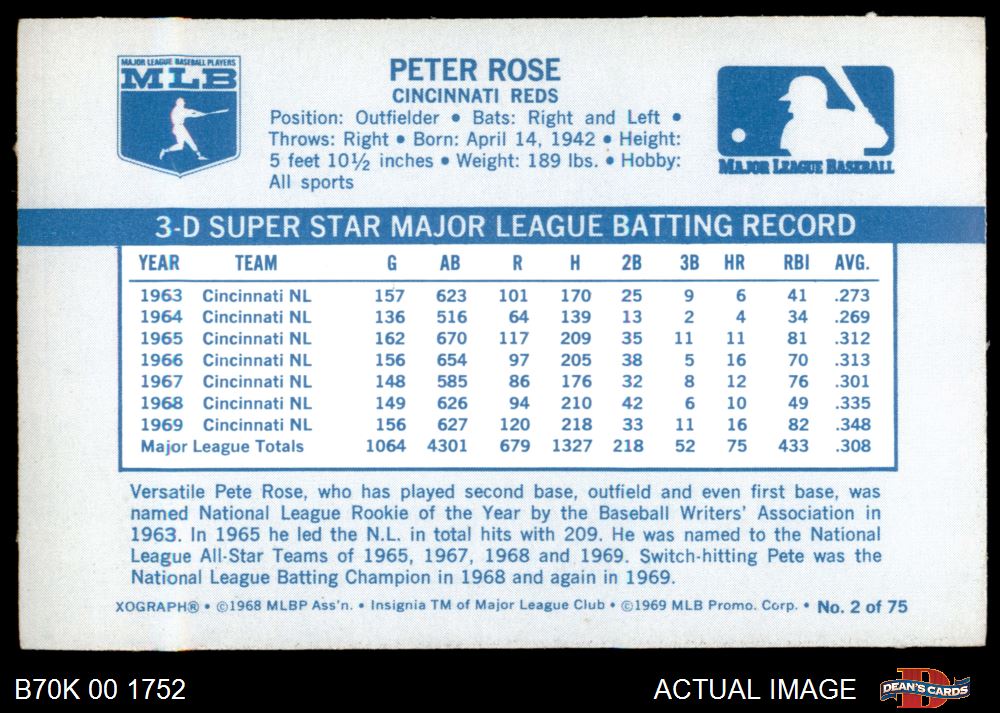 MAJOR LEAGUE BASEBALL PLAYERS
MLB
PETER ROSE
CINCINNATI REDS
Position: Outfielder • Bats: Right and Left •
Throws: Right • Born: April 14, 1942 • Height:
5 feet 10½ inches • Weight: 189 lbs. • Hobby:
All sports
MAJOR LEAGUE BASEBALL
3-D SUPER STAR MAJOR LEAGUE BATTING RECORD
YEAR TEAM G AB R H 2B 3B HR RBI AVG.
1963 Cincinnati NL 157 623 101 170 25 9 6 41 .273
1964 Cincinnati NL 136 516 64 139 13 2 4 34 .269
1965 Cincinnati NL 162 670 117 209 35 11 11 81 .312
1966 Cincinnati NL 156 654 97 205 38 5 16 70 .313
1967 Cincinnati NL 148 585 86 176 32 8 12 76 .301
1968 Cincinnati NL 149 626 94 210 42 6 10 49 .335
1969 Cincinnati NL 156 627 120 218 33 11 16 82 .348
Major League Totals 1064 4301 679 1327 218 52 75 433 .308
Versatile Pete Rose, who has played second base, outfield and even first base, was
named National League Rookie of the Year by the Baseball Writers' Association in
1963. In 1965 he led the N.L. in total hits with 209. He was named to the National
League All-Star Teams of 1965, 1967, 1968 and 1969. Switch-hitting Pete was the
National League Batting Champion in 1968 and again in 1969.
XOGRAPH® • ©1968 MLBP Ass'n. • Insignia TM of Major League Club • ©1969 MLB Promo. Corp. • No. 2 of 75
B70K 00 1752
ACTUAL IMAGE
D
DEAN'S CARDS